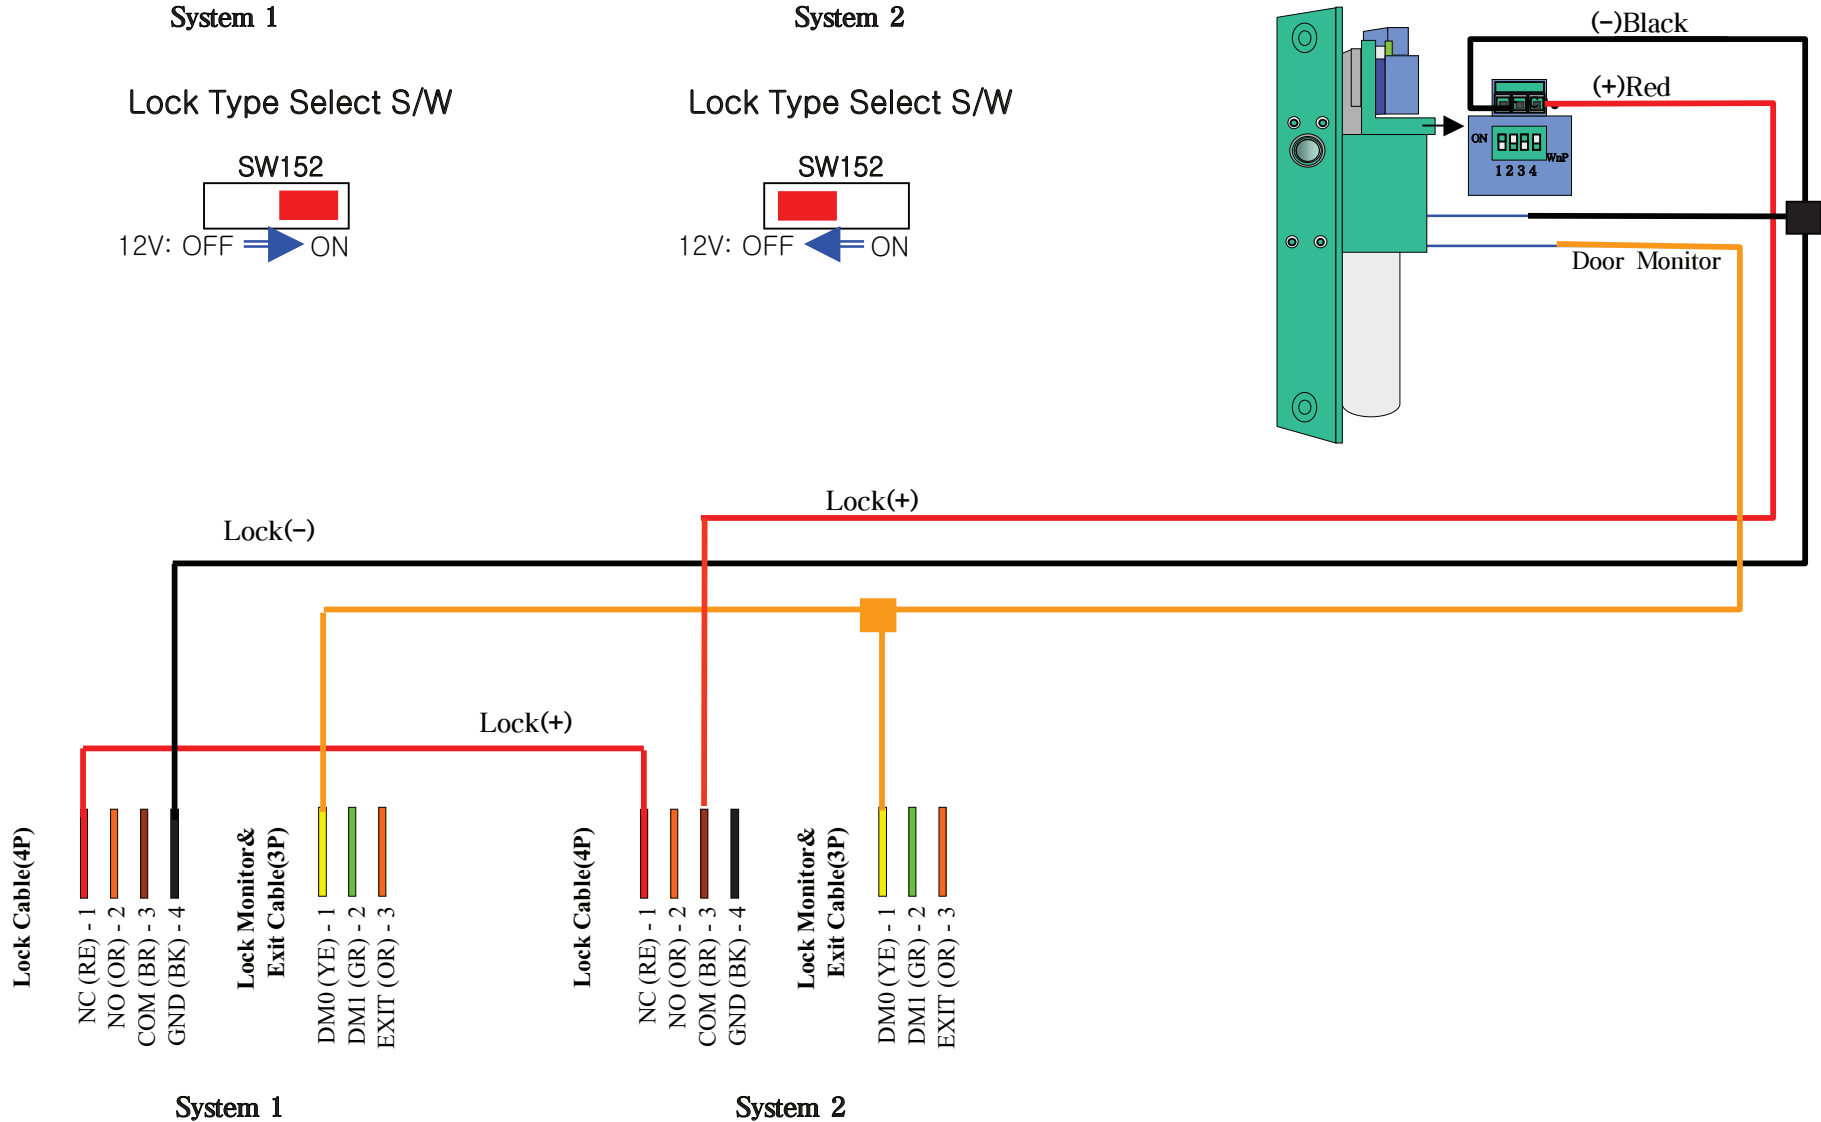 System 1
System 2
Lock Type Select S/W
Lock Type Select S/W
SW152
SW152
12V: OFF ON
12V: OFF ON
(-)Black
(+)Red
ON
WnP
1 2 3 4
Door Monitor
Lock(+)
Lock(-)
Lock(+)
Lock Cable(4P)
NC (RE) - 1
NO (OR) - 2
COM (BR) - 3
GND (BK) - 4
Lock Monitor&
Exit Cable(3P)
DM0 (YE) - 1
DM1 (GR) - 2
EXIT (OR) - 3
Lock Cable(4P)
NC (RE) - 1
NO (OR) - 2
COM (BR) - 3
GND (BK) - 4
Lock Monitor&
Exit Cable(3P)
DM0 (YE) - 1
DM1 (GR) - 2
EXIT (OR) - 3
System 1
System 2